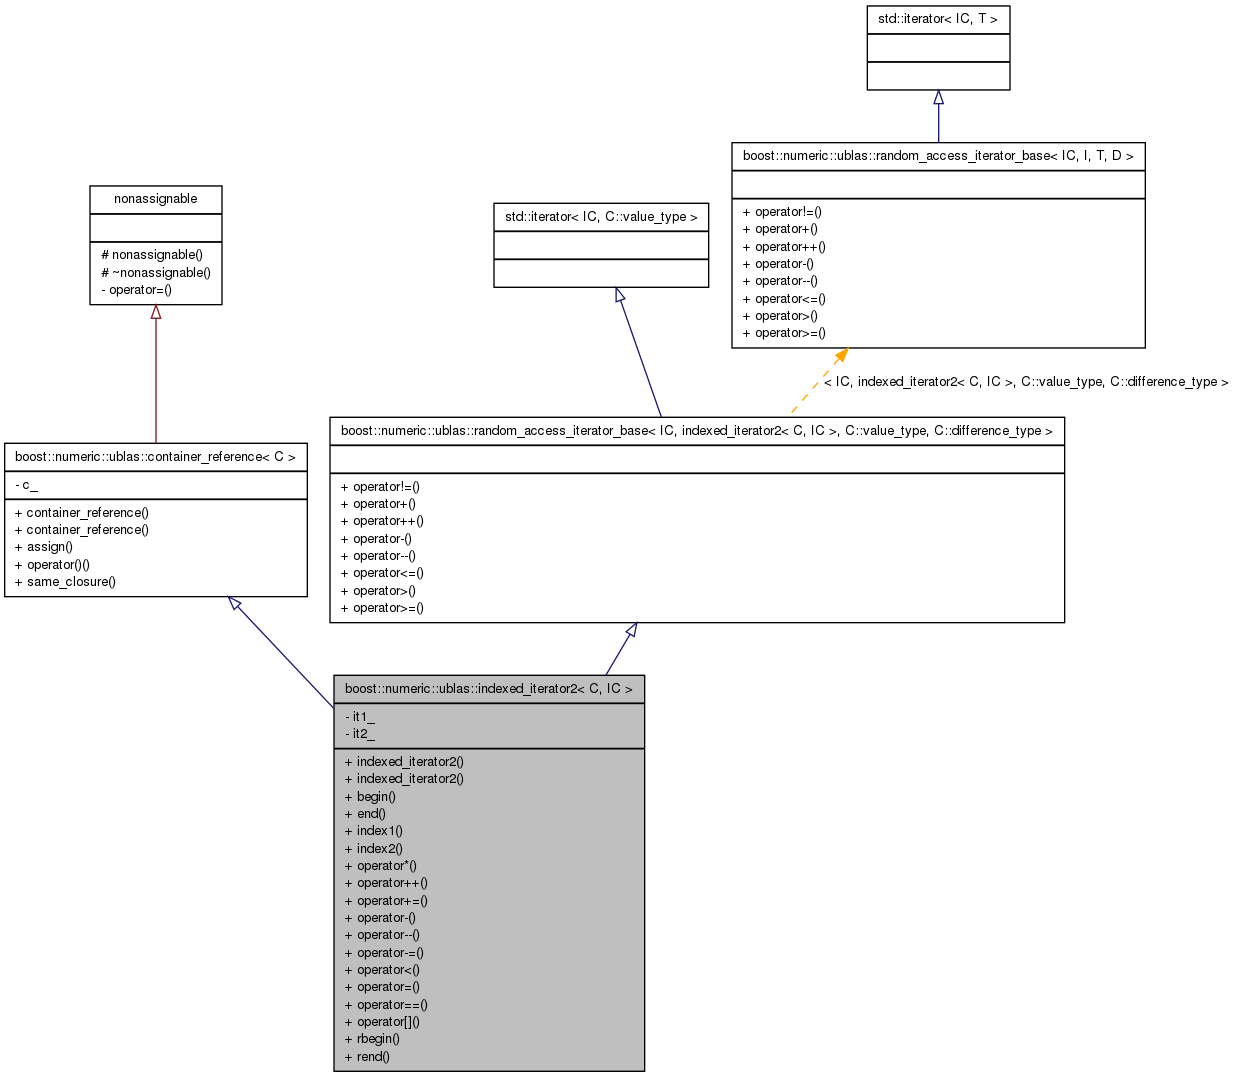 std::iterator< IC, T >
boost::numeric::ublas::random_access_iterator_base< IC, I, T, D >
+ operator!=()
+ operator+()
+ operator++()
+ operator-()
+ operator--()
+ operator<=()
+ operator>()
+ operator>=()
nonassignable
# nonassignable()
# ~nonassignable()
- operator=()
std::iterator< IC, C::value_type >
< IC, indexed_iterator2< C, IC >, C::value_type, C::difference_type >
boost::numeric::ublas::container_reference< C >
- c_
+ container_reference()
+ container_reference()
+ assign()
+ operator()()
+ same_closure()
boost::numeric::ublas::random_access_iterator_base< IC, indexed_iterator2< C, IC >, C::value_type, C::difference_type >
+ operator!=()
+ operator+()
+ operator++()
+ operator-()
+ operator--()
+ operator<=()
+ operator>()
+ operator>=()
boost::numeric::ublas::indexed_iterator2< C, IC >
- it1_
- it2_
+ indexed_iterator2()
+ indexed_iterator2()
+ begin()
+ end()
+ index1()
+ index2()
+ operator*()
+ operator++()
+ operator+=()
+ operator-()
+ operator--()
+ operator-=()
+ operator<()
+ operator=()
+ operator==()
+ operator[]()
+ rbegin()
+ rend()